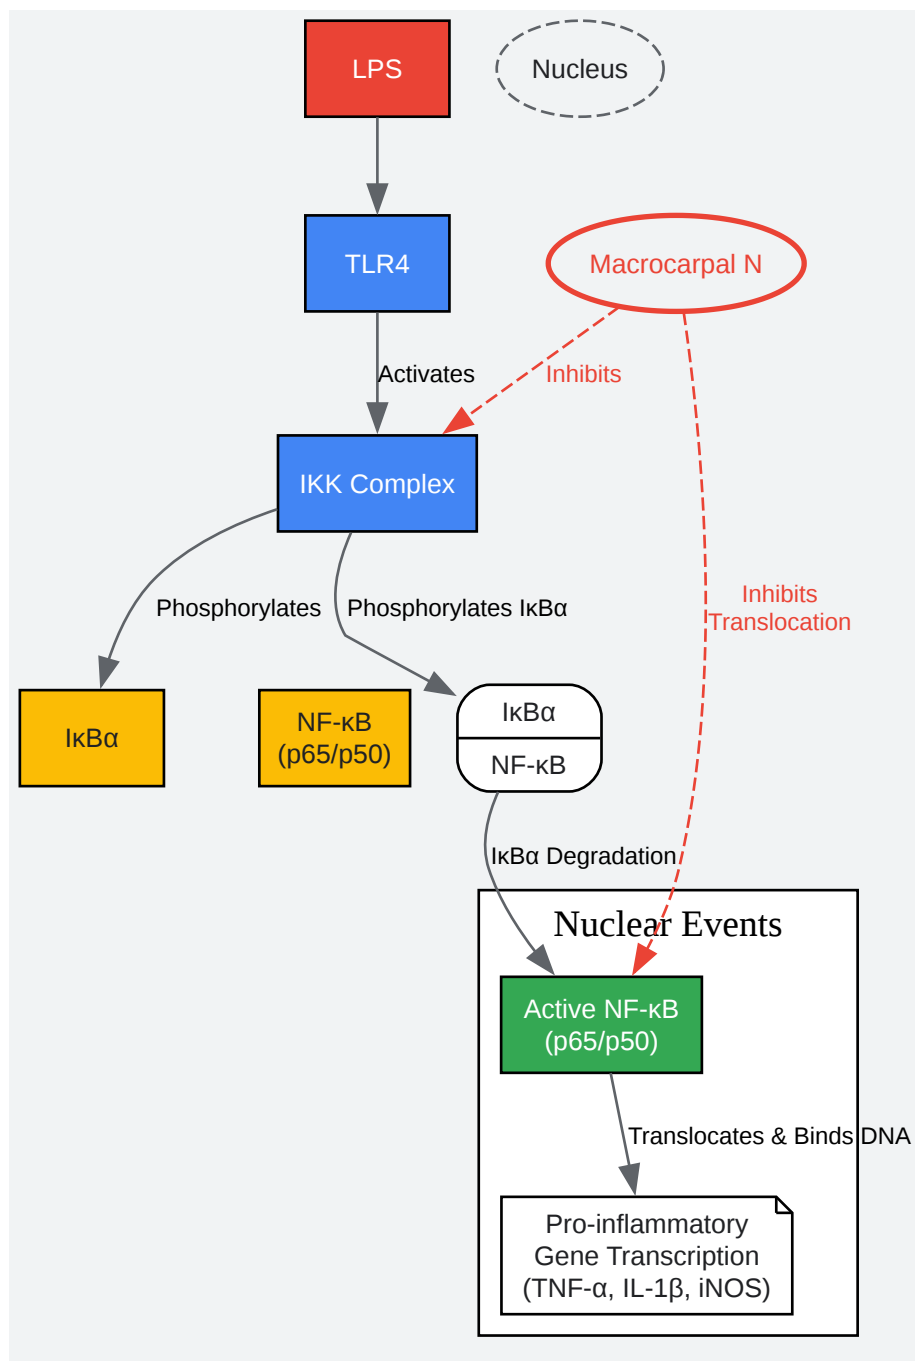 LPS
Nucleus
TLR4
Macrocarpal N
Activates
Inhibits
IKK Complex
Inhibits
Translocation
Phosphorylates
Phosphorylates IκBα
IκBα
NF-κB
(p65/p50)
IκBα
NF-κB
IκBα Degradation
Nuclear Events
Active NF-κB
(p65/p50)
Translocates & Binds DNA
Pro-inflammatory
Gene Transcription
(TNF-α, IL-1β, iNOS)